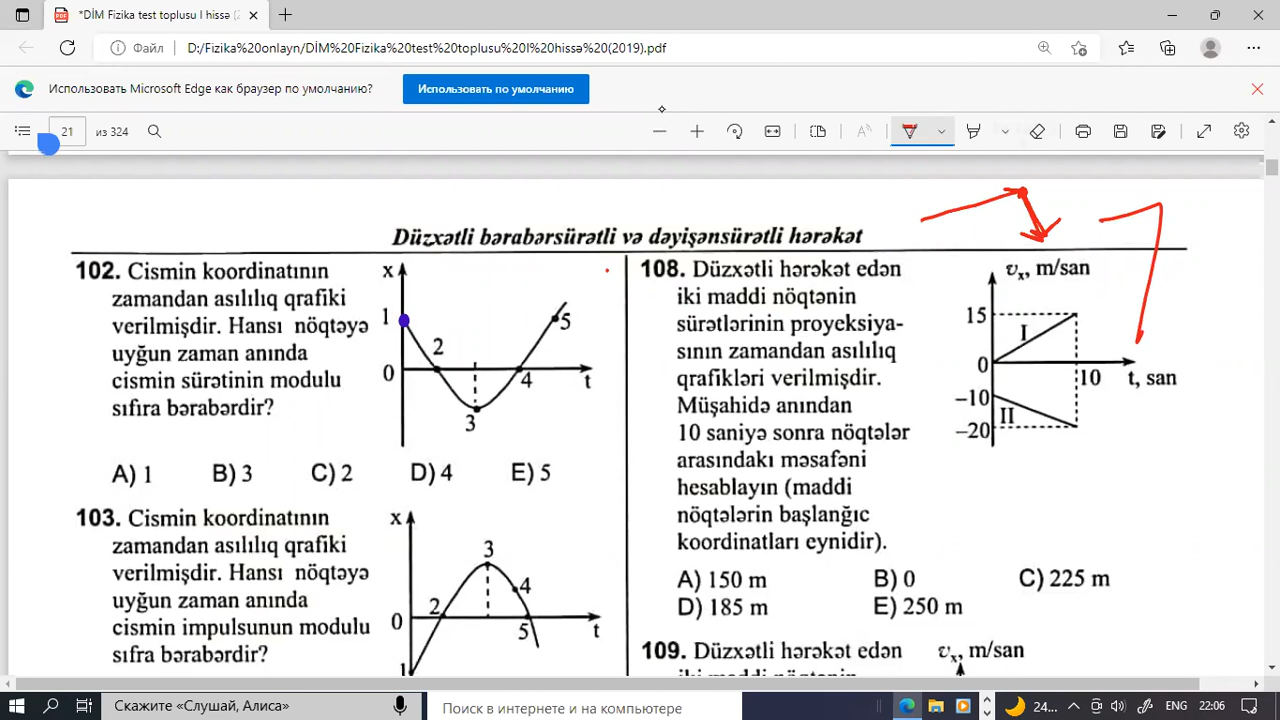 *DİM Fizika test toplusu I hissə (
Файл
D:/Fizika%20onlayn/DİM%20Fizika%20test%20toplusu%20I%20hissə%20(2019).pdf
Использовать Microsoft Edge как браузер по умолчанию?
Использовать по умолчанию
21 из 324
Düzxətli bərabərsürətli və dəyişənsürətli hərəkət
102. Cismin koordinatının
zamandan asılılıq qrafiki
verilmişdir. Hansı nöqtəyə
uyğun zaman anında
cismin sürətinin modulu
sıfıra bərabərdir?
x
1
2
5
0
4
t
3
A) 1 B) 3 C) 2 D) 4 E) 5
103. Cismin koordinatının
zamandan asılılıq qrafiki
verilmişdir. Hansı nöqtəyə
uyğun zaman anında
cismin impulsunun modulu
sıfra bərabərdir?
x
3
4
2
0
5
t
1
108. Düzxətli hərəkət edən
iki maddi nöqtənin
sürətlərinin proyeksiya-
sının zamandan asılılıq
qrafikləri verilmişdir.
Müşahidə anından
10 saniyə sonra nöqtələr
arasındakı məsafəni
hesablayın (maddi
nöqtələrin başlanğıc
koordinatları eynidir).
υx, m/san
15
I
0
10 t, san
−10
II
−20
A) 150 m B) 0 C) 225 m
D) 185 m E) 250 m
109. Düzxətli hərəkət edən
υx, m/san
Скажите «Слушай, Алиса»
Поиск в интернете и на компьютере
24...
ENG
22:06